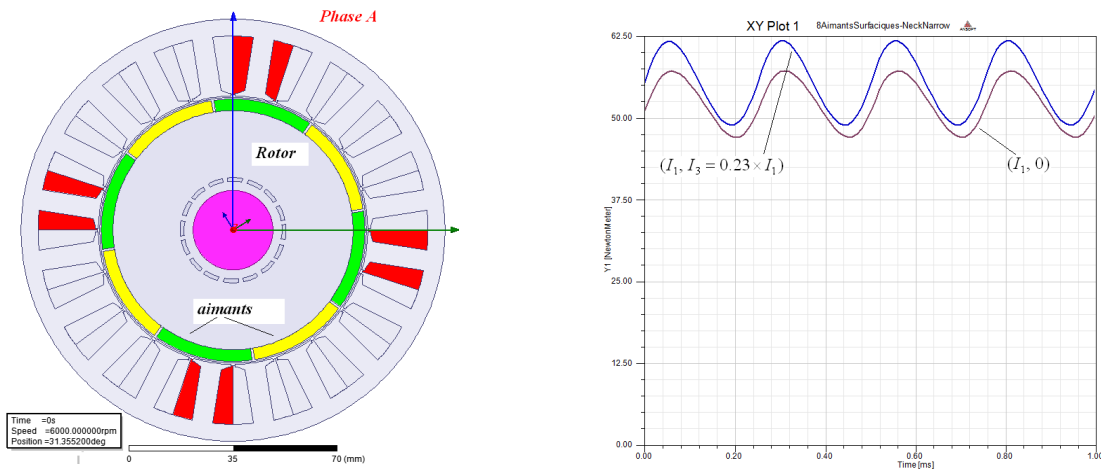 Phase A
Rotor
aimants
Time =0s
Speed =6000.000000rpm
Position =31.355200deg
0 35 70 (mm)
XY Plot 1 8AimantsSurfaciques-NeckNarrow
ANSOFT
62.50
50.00
37.50
25.00
12.50
0.00
Y1 [NewtonMeter]
(I₁, I₃ = 0.23 × I₁)
(I₁, 0)
0.00 0.20 0.40 0.60 0.80 1.00
Time [ms]